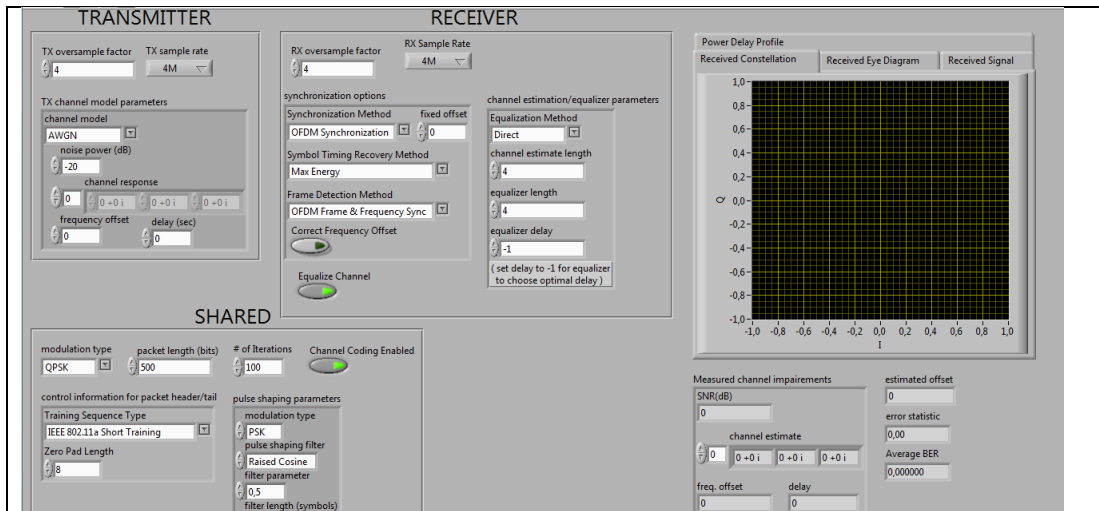 TRANSMITTER
TX oversample factor
TX sample rate
4
4M
TX channel model parameters
channel model
AWGN
noise power (dB)
-20
channel response
0
0 +0 i
0 +0 i
0 +0 i
frequency offset
delay (sec)
0
0
RECEIVER
RX oversample factor
RX Sample Rate
4
4M
synchronization options
Synchronization Method
fixed offset
OFDM Synchronization
0
Symbol Timing Recovery Method
Max Energy
Frame Detection Method
OFDM Frame & Frequency Sync
Correct Frequency Offset
Equalize Channel
channel estimation/equalizer parameters
Equalization Method
Direct
channel estimate length
4
equalizer length
4
equalizer delay
-1
( set delay to -1 for equalizer
to choose optimal delay )
SHARED
modulation type
packet length (bits)
# of Iterations
Channel Coding Enabled
QPSK
500
100
control information for packet header/tail
Training Sequence Type
IEEE 802.11a Short Training
Zero Pad Length
8
pulse shaping parameters
modulation type
PSK
pulse shaping filter
Raised Cosine
filter parameter
0,5
filter length (symbols)
Power Delay Profile
Received Constellation
Received Eye Diagram
Received Signal
1,0
0,8
0,6
0,4
0,2
0,0
-0,2
-0,4
-0,6
-0,8
-1,0
Q
-1,0 -0,8 -0,6 -0,4 -0,2 0,0 0,2 0,4 0,6 0,8 1,0
I
Measured channel impairements
SNR(dB)
0
channel estimate
0
0 +0 i
0 +0 i
0 +0 i
freq. offset
delay
0
0
estimated offset
0
error statistic
0,00
Average BER
0,000000